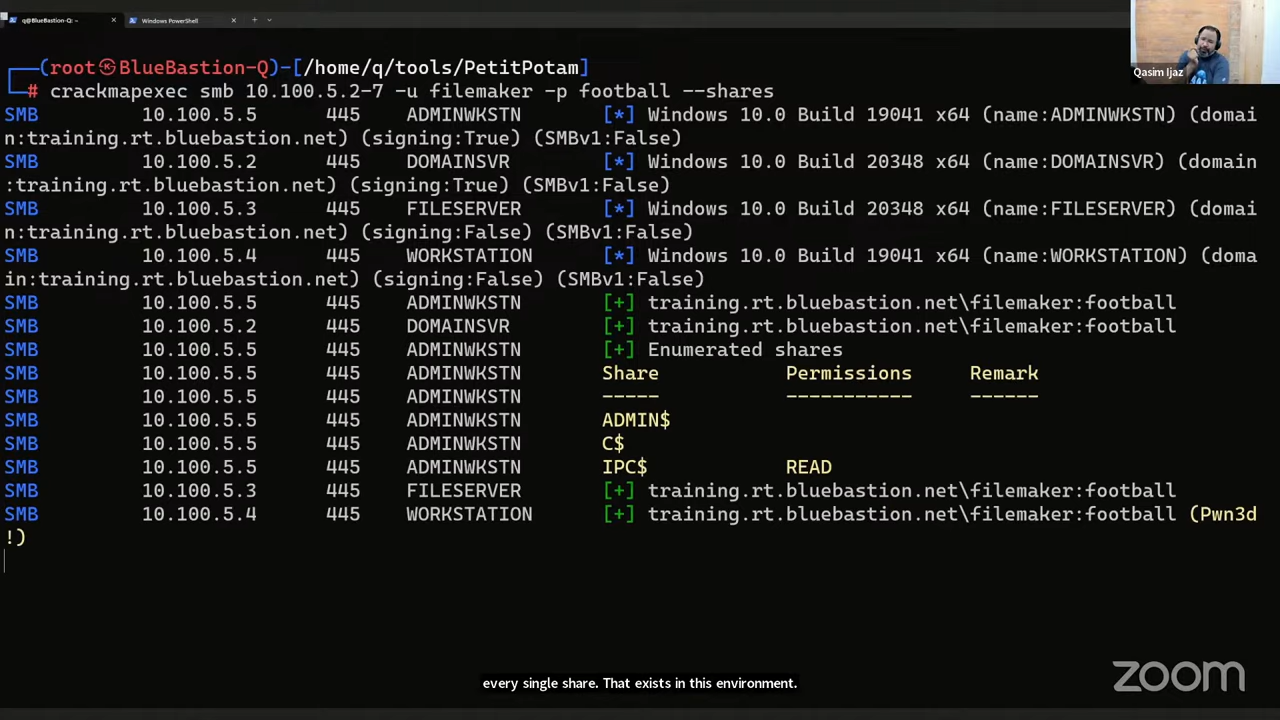 q@BlueBastion-Q: ~
Windows PowerShell
┌──(root㉿BlueBastion-Q)-[/home/q/tools/PetitPotam]
└─# crackmapexec smb 10.100.5.2-7 -u filemaker -p football --shares
SMB 10.100.5.5 445 ADMINWKSTN [*] Windows 10.0 Build 19041 x64 (name:ADMINWKSTN) (domai
n:training.rt.bluebastion.net) (signing:True) (SMBv1:False)
SMB 10.100.5.2 445 DOMAINSVR [*] Windows 10.0 Build 20348 x64 (name:DOMAINSVR) (domain
:training.rt.bluebastion.net) (signing:True) (SMBv1:False)
SMB 10.100.5.3 445 FILESERVER [*] Windows 10.0 Build 20348 x64 (name:FILESERVER) (domai
n:training.rt.bluebastion.net) (signing:False) (SMBv1:False)
SMB 10.100.5.4 445 WORKSTATION [*] Windows 10.0 Build 19041 x64 (name:WORKSTATION) (doma
in:training.rt.bluebastion.net) (signing:False) (SMBv1:False)
SMB 10.100.5.5 445 ADMINWKSTN [+] training.rt.bluebastion.net\filemaker:football
SMB 10.100.5.2 445 DOMAINSVR [+] training.rt.bluebastion.net\filemaker:football
SMB 10.100.5.5 445 ADMINWKSTN [+] Enumerated shares
SMB 10.100.5.5 445 ADMINWKSTN Share Permissions Remark
SMB 10.100.5.5 445 ADMINWKSTN ----- ----------- ------
SMB 10.100.5.5 445 ADMINWKSTN ADMIN$
SMB 10.100.5.5 445 ADMINWKSTN C$
SMB 10.100.5.5 445 ADMINWKSTN IPC$ READ
SMB 10.100.5.3 445 FILESERVER [+] training.rt.bluebastion.net\filemaker:football
SMB 10.100.5.4 445 WORKSTATION [+] training.rt.bluebastion.net\filemaker:football (Pwn3d
!)
Qasim Ijaz
every single share. That exists in this environment.
zoom